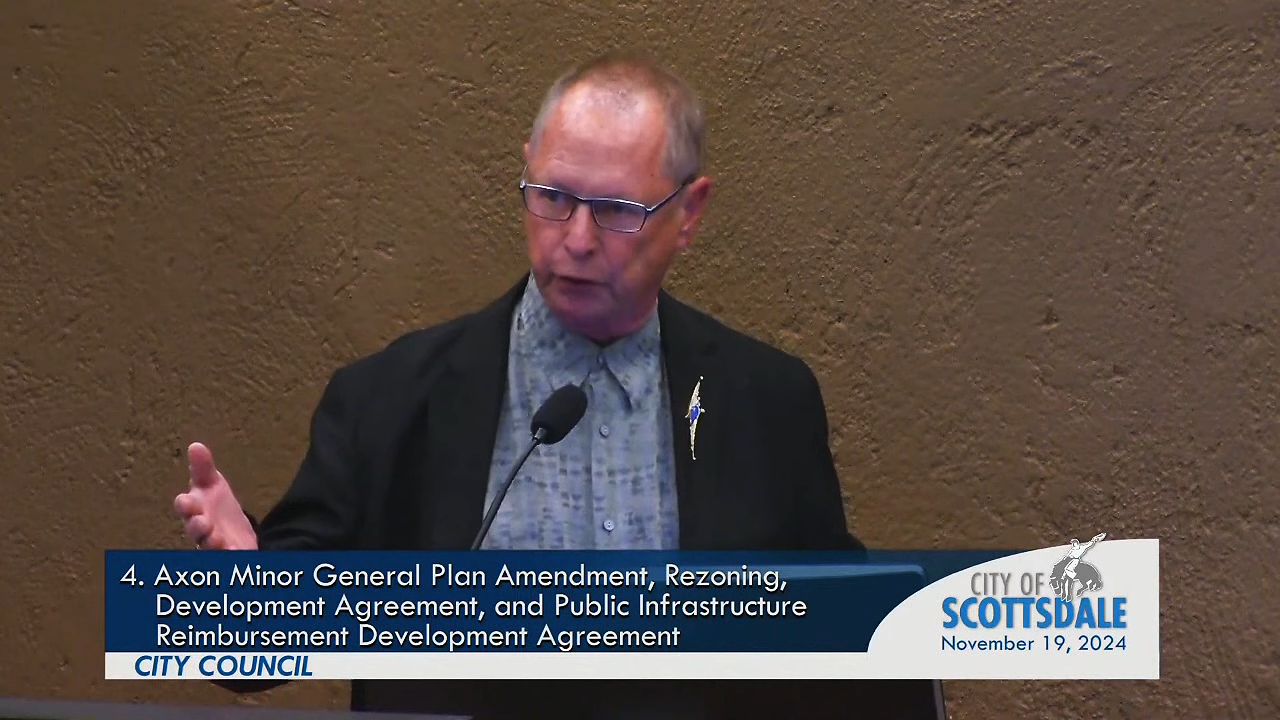 4. Axon Minor General Plan Amendment, Rezoning,
Development Agreement, and Public Infrastructure
Reimbursement Development Agreement
CITY COUNCIL
CITY OF
SCOTTSDALE
November 19, 2024